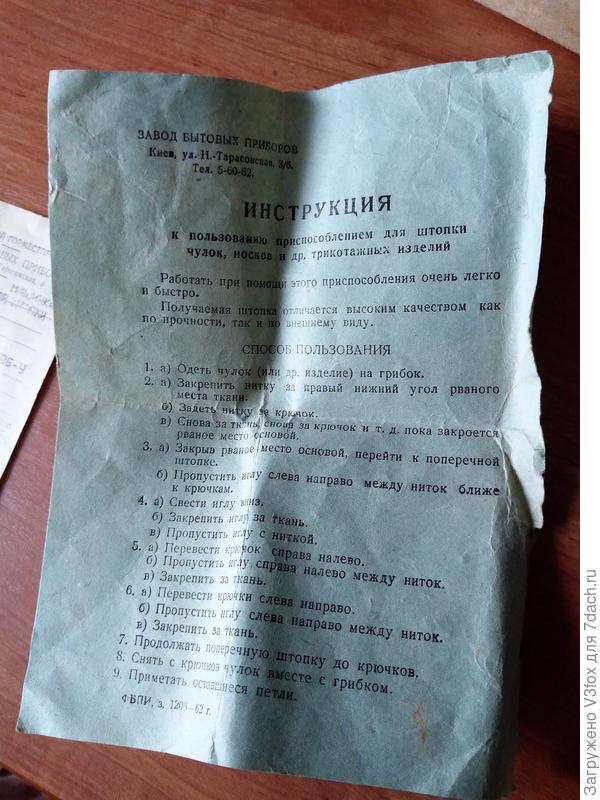 ЗАВОД БЫТОВЫХ ПРИБОРОВ
Киев, ул. Н.-Тарасовская, 3/5.
Тел. 5-60-62.
ИНСТРУКЦИЯ
к пользованию приспособлением для штопки
чулок, носков и др. трикотажных изделий
Работать при помощи этого приспособления очень легко
и быстро.
Получаемая штопка отличается высоким качеством как
по прочности, так и по внешнему виду.
СПОСОБ ПОЛЬЗОВАНИЯ
1. а) Одеть чулок (или др. изделие) на грибок.
2. а) Закрепить нитку за правый нижний угол рваного
места ткани.
б) Задеть нитку за крючок.
в) Снова за ткань, снова за крючок и т. д. пока закроется
рваное место основой.
3. а) Закрыв рваное место основой, перейти к поперечной
штопке.
б) Пропустить иглу слева направо между ниток ближе
к крючкам.
4. а) Свести иглу вниз.
б) Закрепить иглу за ткань.
в) Пропустить иглу с ниткой.
5. а) Перевести крючок справа налево.
б) Пропустить иглу справа налево между ниток.
в) Закрепить за ткань.
6. а) Перевести крючки слева направо.
б) Пропустить иглу слева направо между ниток.
в) Закрепить за ткань.
7. Продолжать поперечную штопку до крючков.
8. Снять с крючков чулок вместе с грибком.
9. Приметать оставшиеся петли.
ФБПИ, з. 1209—62 г.
Загружено V3fox для 7dach.ru